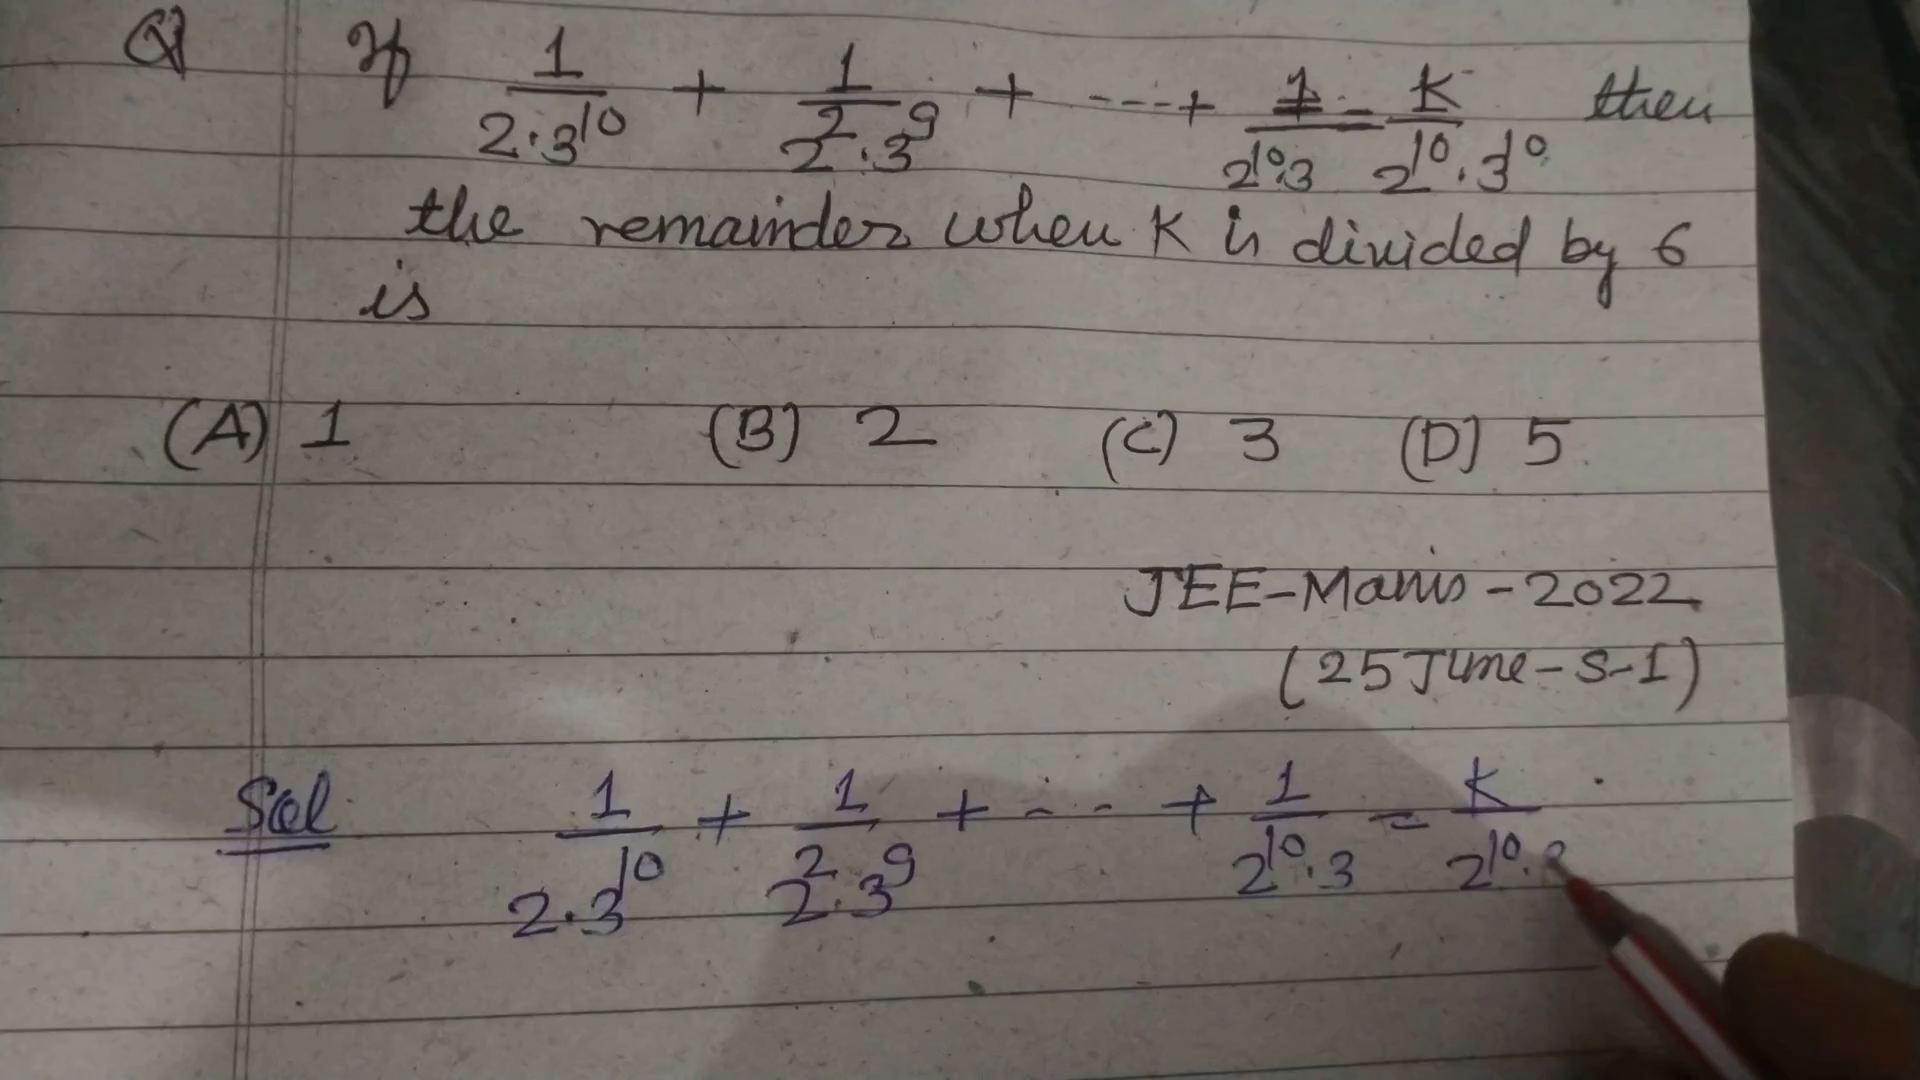 Q If 1/2·3^10 + 1/2^2·3^9 + ---+ 1/2^10·3 = K/2^10·3^10 then
the remainder when K is divided by 6
is
(A) 1 (B) 2 (C) 3 (D) 5
JEE-Mains-2022
(25 June-S-1)
Sol 1/2·3^10 + 1/2^2·3^9 + - - - + 1/2^10·3 = K/2^10·